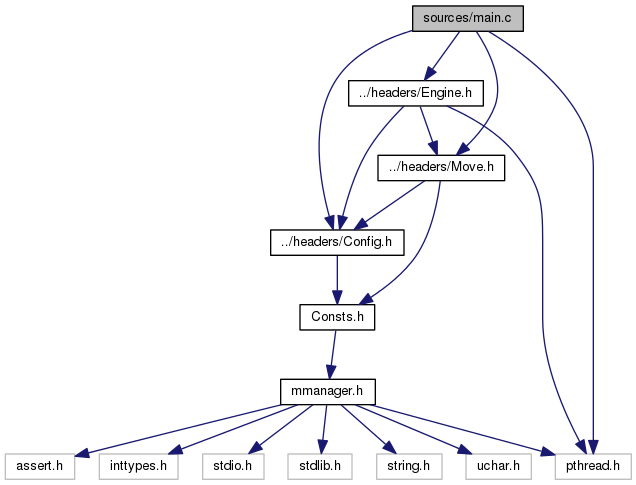 sources/main.c
../headers/Engine.h
../headers/Move.h
../headers/Config.h
Consts.h
mmanager.h
assert.h
inttypes.h
stdio.h
stdlib.h
string.h
uchar.h
pthread.h